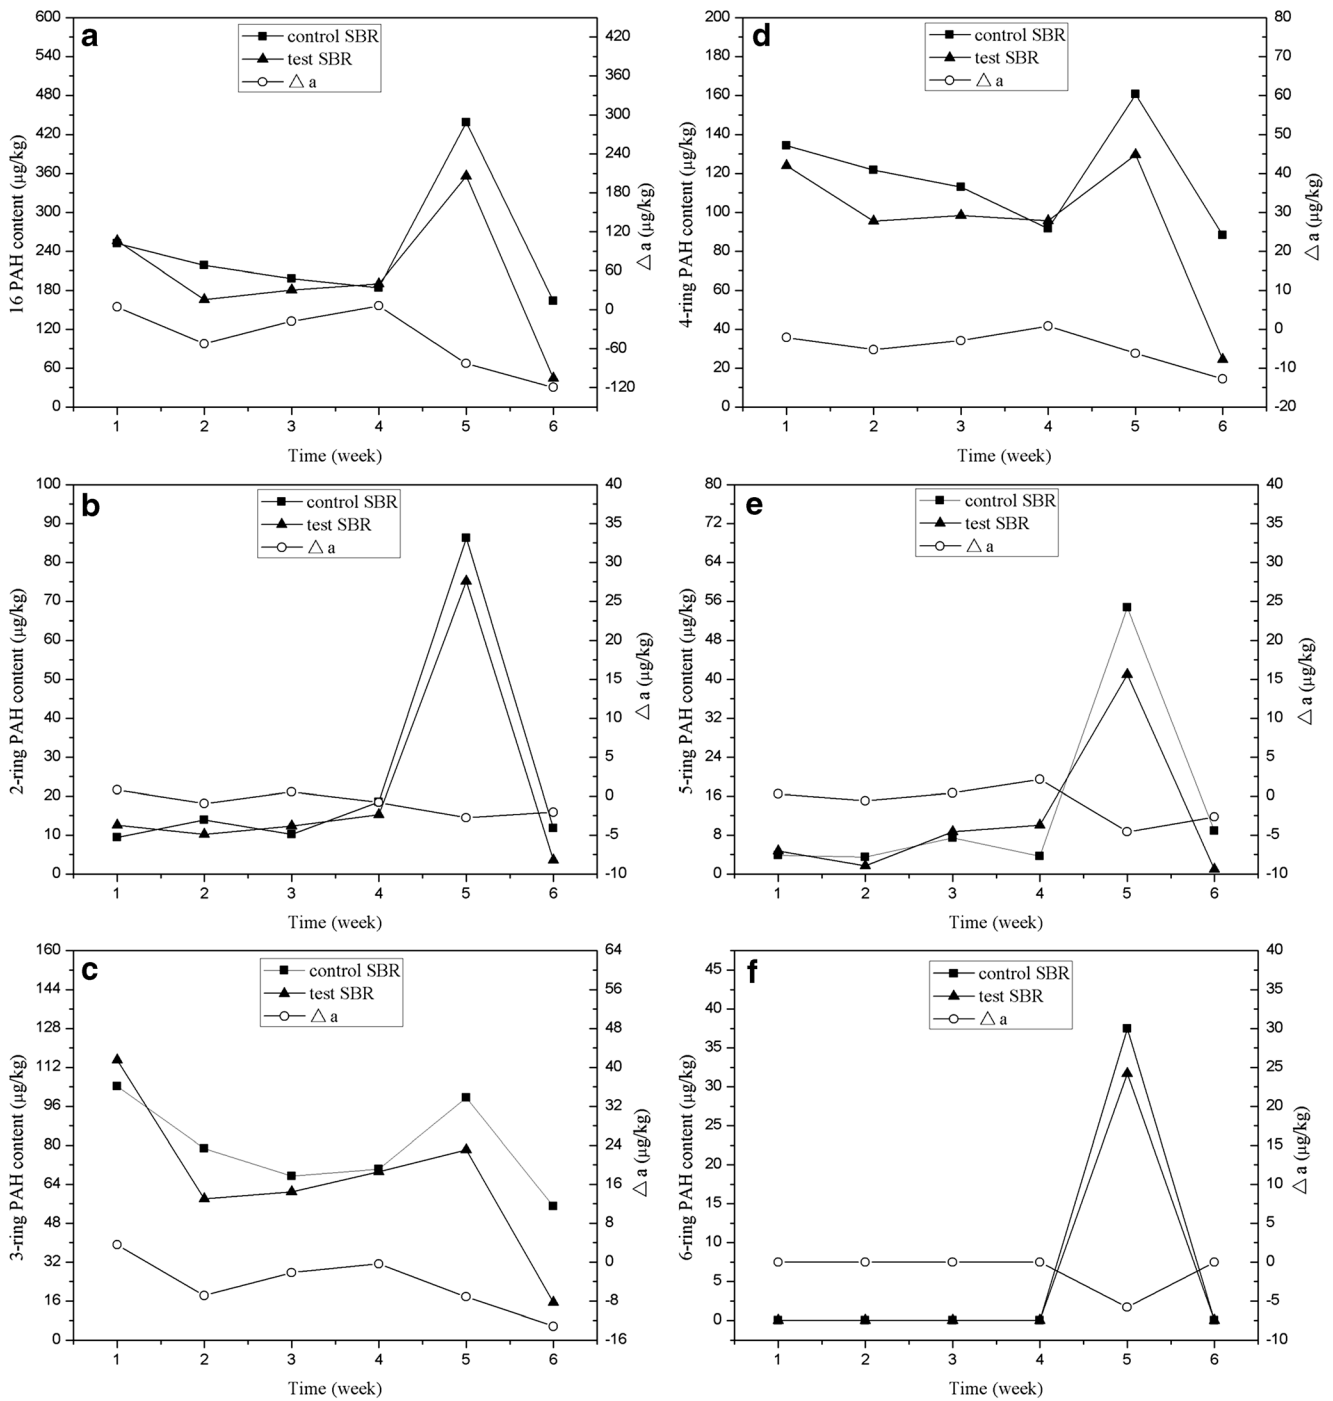 a
control SBR
test SBR
△ a
600
540
480
420
360
300
240
180
120
60
0
420
360
300
240
180
120
60
0
-60
-120
16 PAH content (μg/kg)
△ a (μg/kg)
1 2 3 4 5 6
Time (week)
d
control SBR
test SBR
△ a
200
180
160
140
120
100
80
60
40
20
0
80
70
60
50
40
30
20
10
0
-10
-20
4-ring PAH content (μg/kg)
△ a (μg/kg)
1 2 3 4 5 6
Time (week)
b
control SBR
test SBR
△ a
100
90
80
70
60
50
40
30
20
10
0
40
35
30
25
20
15
10
5
0
-5
-10
2-ring PAH content (μg/kg)
△ a (μg/kg)
1 2 3 4 5 6
Time (week)
e
control SBR
test SBR
△ a
80
72
64
56
48
40
32
24
16
8
0
40
35
30
25
20
15
10
5
0
-5
-10
5-ring PAH content (μg/kg)
△ a (μg/kg)
1 2 3 4 5 6
Time (week)
c
control SBR
test SBR
△ a
160
144
128
112
96
80
64
48
32
16
0
64
56
48
40
32
24
16
8
0
-8
-16
3-ring PAH content (μg/kg)
△ a (μg/kg)
1 2 3 4 5 6
Time (week)
f
control SBR
test SBR
△ a
45
40
35
30
25
20
15
10
5
0
40
35
30
25
20
15
10
5
0
-5
-10
6-ring PAH content (μg/kg)
△ a (μg/kg)
1 2 3 4 5 6
Time (week)